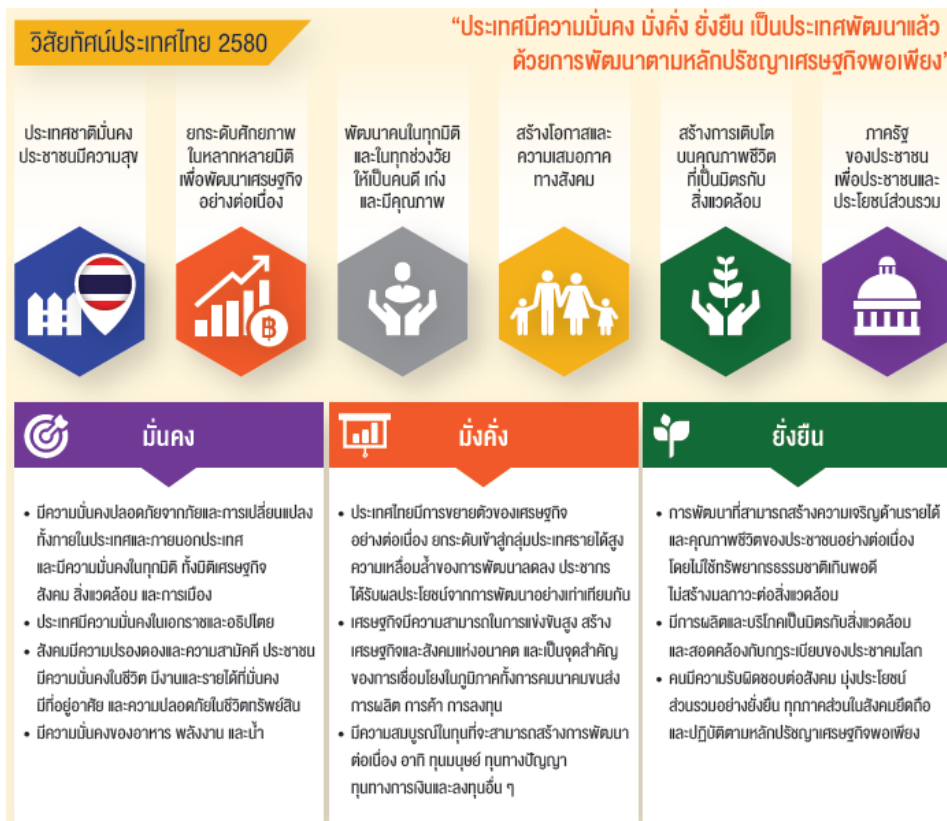 วิสัยทัศน์ประเทศไทย 2580
“ประเทศมีความมั่นคง มั่งคั่ง ยั่งยืน เป็นประเทศพัฒนาแล้ว
ด้วยการพัฒนาตามหลักปรัชญาเศรษฐกิจพอเพียง”
ประเทศชาติมั่นคง
ประชาชนมีความสุข
ยกระดับศักยภาพ
ในหลากหลายมิติ
เพื่อพัฒนาเศรษฐกิจ
อย่างต่อเนื่อง
พัฒนาคนในทุกมิติ
และในทุกช่วงวัย
ให้เป็นคนดี เก่ง
และมีคุณภาพ
สร้างโอกาสและ
ความเสมอภาค
ทางสังคม
สร้างการเติบโต
บนคุณภาพชีวิต
ที่เป็นมิตรกับ
สิ่งแวดล้อม
ภาครัฐ
ของประชาชน
เพื่อประชาชนและ
ประโยชน์ส่วนรวม
฿
มั่นคง
• มีความมั่นคงปลอดภัยจากภัยและการเปลี่ยนแปลง
ทั้งภายในประเทศและภายนอกประเทศ
และมีความมั่นคงในทุกมิติ ทั้งมิติเศรษฐกิจ
สังคม สิ่งแวดล้อม และการเมือง
• ประเทศมีความมั่นคงในเอกราชและอธิปไตย
• สังคมมีความปรองดองและความสามัคคี ประชาชน
มีความมั่นคงในชีวิต มีงานและรายได้ที่มั่นคง
มีที่อยู่อาศัย และความปลอดภัยในชีวิตทรัพย์สิน
• มีความมั่นคงของอาหาร พลังงาน และน้ำ
มั่งคั่ง
• ประเทศไทยมีการขยายตัวของเศรษฐกิจ
อย่างต่อเนื่อง ยกระดับเข้าสู่กลุ่มประเทศรายได้สูง
ความเหลื่อมล้ำของการพัฒนาลดลง ประชากร
ได้รับผลประโยชน์จากการพัฒนาอย่างเท่าเทียมกัน
• เศรษฐกิจมีความสามารถในการแข่งขันสูง สร้าง
เศรษฐกิจและสังคมแห่งอนาคต และเป็นจุดสำคัญ
ของการเชื่อมโยงในภูมิภาคทั้งการคมนาคมขนส่ง
การผลิต การค้า การลงทุน
• มีความสมบูรณ์ในทุนที่จะสามารถสร้างการพัฒนา
ต่อเนื่อง อาทิ ทุนมนุษย์ ทุนทางปัญญา
ทุนทางการเงินและลงทุนอื่น ๆ
ยั่งยืน
• การพัฒนาที่สามารถสร้างความเจริญด้านรายได้
และคุณภาพชีวิตของประชาชนอย่างต่อเนื่อง
โดยไม่ใช้ทรัพยากรธรรมชาติเกินพอดี
ไม่สร้างมลภาวะต่อสิ่งแวดล้อม
• มีการผลิตและบริโภคเป็นมิตรกับสิ่งแวดล้อม
และสอดคล้องกับกฎระเบียบของประชาคมโลก
• คนมีความรับผิดชอบต่อสังคม มุ่งประโยชน์
ส่วนรวมอย่างยั่งยืน ทุกภาคส่วนในสังคมยึดถือ
และปฏิบัติตามหลักปรัชญาเศรษฐกิจพอเพียง